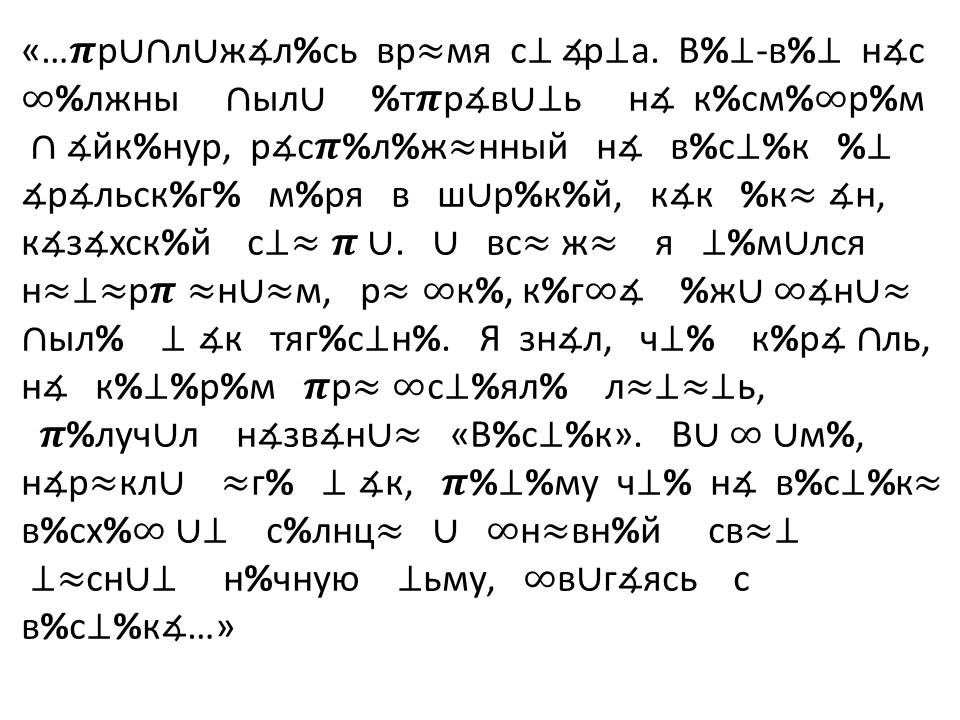 «…𝝅р∪∩л∪ж∡л%сь вр≈мя с⊥ ∡р⊥а. В%⊥-в%⊥ н∡с
∞%лжны ∩ыл∪ %т𝝅р∡в∪⊥ь н∡ к%см%∞р%м
∩ ∡йк%нур, р∡с𝝅%л%ж≈нный н∡ в%с⊥%к %⊥
∡р∡льск%г% м%ря в ш∪р%к%й, к∡к %к≈ ∡н,
к∡з∡хск%й с⊥≈ 𝝅 ∪. ∪ вс≈ ж≈ я ⊥%м∪лся
н≈⊥≈р𝝅 ≈н∪≈м, р≈ ∞к%, к%г∞∡ %ж∪ ∞∡н∪≈
∩ыл% ⊥ ∡к тяг%с⊥н%. Я зн∡л, ч⊥% к%р∡ ∩ль,
н∡ к%⊥%р%м 𝝅р≈ ∞с⊥%ял% л≈⊥≈⊥ь,
𝝅%луч∪л н∡зв∡н∪≈ «В%с⊥%к». В∪ ∞ ∪м%,
н∡р≈кл∪ ≈г% ⊥ ∡к, 𝝅%⊥%му ч⊥% н∡ в%с⊥%к≈
в%сх%∞ ∪⊥ с%лнц≈ ∪ ∞н≈вн%й св≈⊥
⊥≈сн∪⊥ н%чную ⊥ьму, ∞в∪г∡ясь с
в%с⊥%к∡…»